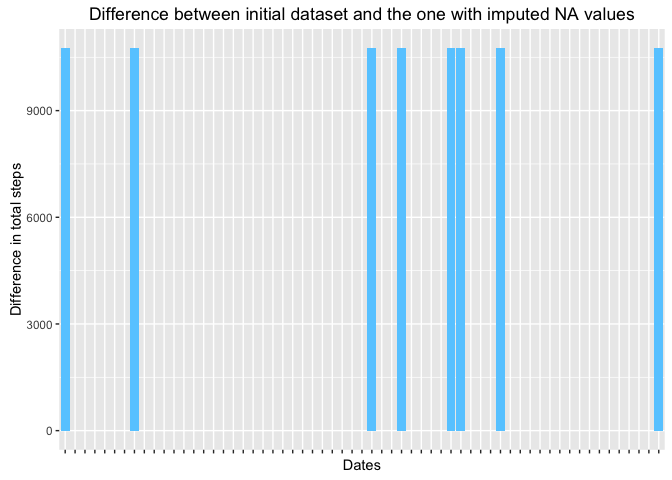 Difference between initial dataset and the one with imputed NA values
Difference in total steps
9000
6000
3000
0
Dates